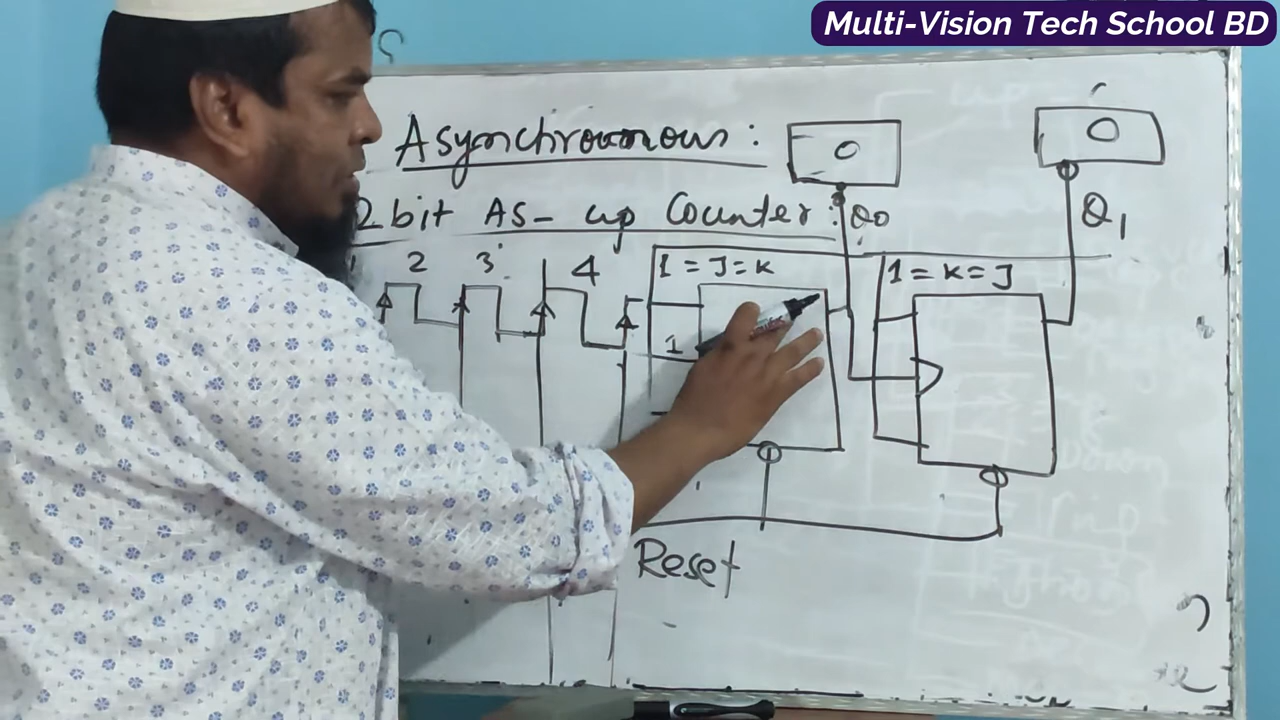 Multi-Vision Tech School BD
Asynchronous:
0
0
2 bit AS- up Counter:
Q0
Q1
2 3 4
1 = J = K
1 = K = J
1
Reset